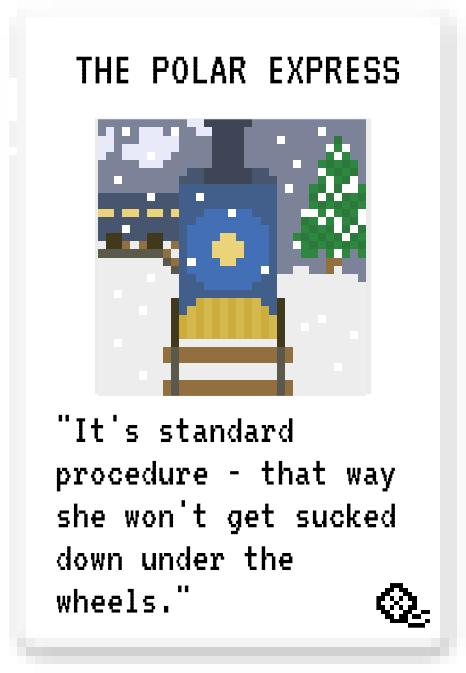 THE POLAR EXPRESS
"It's standard
procedure - that way
she won't get sucked
down under the
wheels."